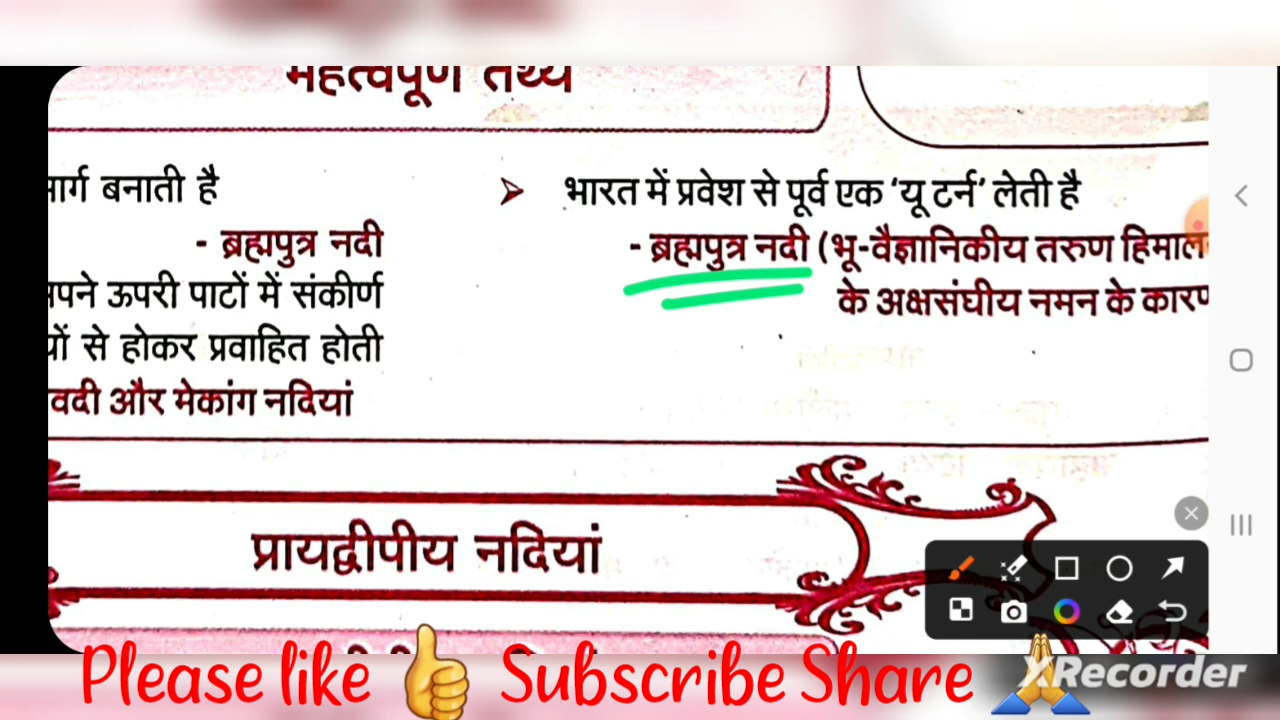 महत्वपूर्ण तथ्य
मार्ग बनाती है
- ब्रह्मपुत्र नदी
अपने ऊपरी पाटों में संकीर्ण
से होकर प्रवाहित होती
और मेकांग नदियां
➢ भारत में प्रवेश से पूर्व एक ‘यू टर्न’ लेती है
- ब्रह्मपुत्र नदी (भू-वैज्ञानिकीय तरुण
के अक्षसंघीय नमन के कारण
प्रायद्वीपीय नदियां
Please like 👍 Subscribe Share 🙏
XRecorder